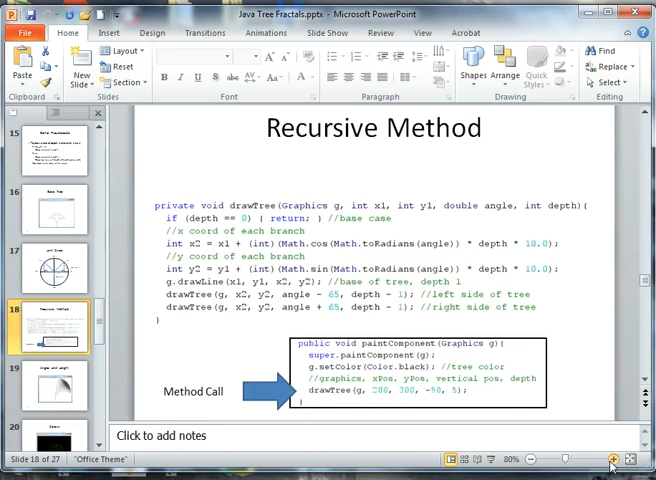 Java Tree Fractals.pptx - Microsoft PowerPoint
File Home Insert Design Transitions Animations Slide Show Review View Acrobat
Paste
Clipboard
New
Slide
Layout
Reset
Section
Slides
Font
Paragraph
Shapes
Arrange
Quick
Styles
Drawing
Find
Replace
Select
Editing
15
16
Basic Tree
17
Unit Circle
18
Recursive Method
19
Angles and Length
20
Colors
Recursive Method
private void drawTree(Graphics g, int x1, int y1, double angle, int depth){
if (depth == 0) { return; } //base case
//x coord of each branch
int x2 = x1 + (int)(Math.cos(Math.toRadians(angle)) * depth * 10.0);
//y coord of each branch
int y2 = y1 + (int)(Math.sin(Math.toRadians(angle)) * depth * 10.0);
g.drawLine(x1, y1, x2, y2); //base of tree, depth 1
drawTree(g, x2, y2, angle - 65, depth - 1); //left side of tree
drawTree(g, x2, y2, angle + 65, depth - 1); //right side of tree
}
Method Call
public void paintComponent(Graphics g){
super.paintComponent(g);
g.setColor(Color.black); //tree color
//graphics, xPos, yPos, vertical pos, depth
drawTree(g, 200, 300, -90, 5);
}
Click to add notes
Slide 18 of 27 "Office Theme" 80%